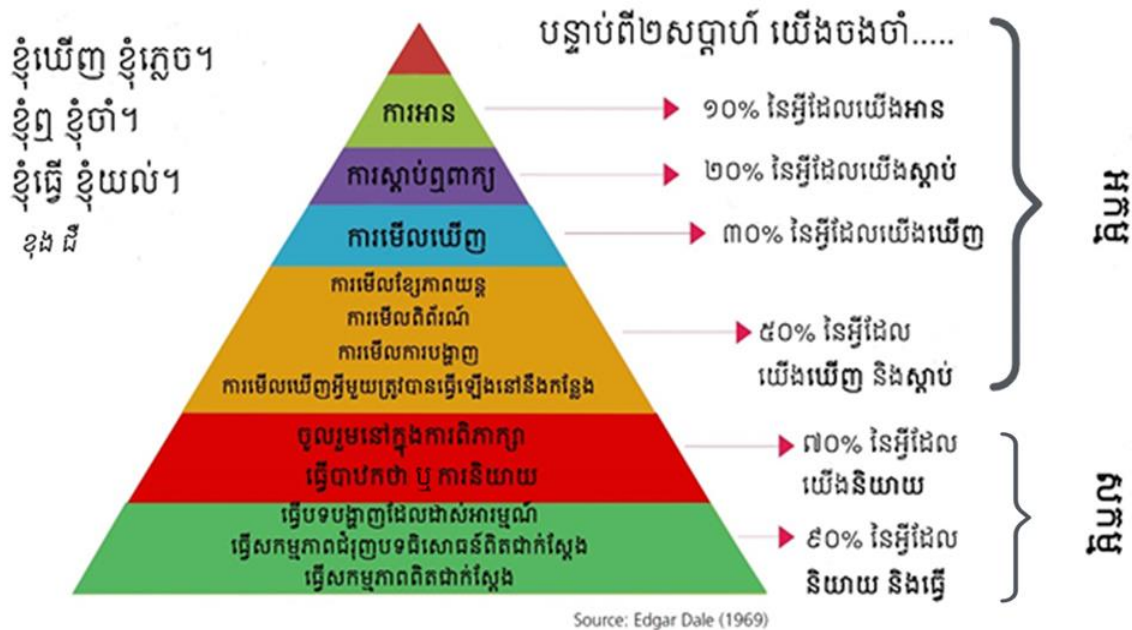 ខ្ញុំឃើញ ខ្ញុំភ្លេច។
ខ្ញុំឮ ខ្ញុំចាំ។
ខ្ញុំធ្វើ ខ្ញុំយល់។
ខុង ជឺ
បន្ទាប់ពី២សប្តាហ៍ យើងចងចាំ.....
ការអាន
១០% នៃអ្វីដែលយើងអាន
ការស្តាប់ឮពាក្យ
២០% នៃអ្វីដែលយើងស្តាប់
ការមើលឃើញ
៣០% នៃអ្វីដែលយើងឃើញ
ការមើលខ្សែភាពយន្ត
ការមើលពិព័រណ៍
ការមើលការបង្ហាញ
ការមើលឃើញអ្វីមួយត្រូវបានធ្វើឡើងនៅនឹងកន្លែង
៥០% នៃអ្វីដែល
យើងឃើញ និងស្តាប់
អកម្ម
ចូលរួមនៅក្នុងការពិភាក្សា
ធ្វើបាឋកថា ឬ ការនិយាយ
៧០% នៃអ្វីដែល
យើងនិយាយ
ធ្វើបទបង្ហាញដែលដាស់អារម្មណ៍
ធ្វើសកម្មភាពជំរុញបទពិសោធន៍ពិតជាក់ស្តែង
ធ្វើសកម្មភាពពិតជាក់ស្តែង
៩០% នៃអ្វីដែល
និយាយ និងធ្វើ
សកម្ម
Source: Edgar Dale (1969)